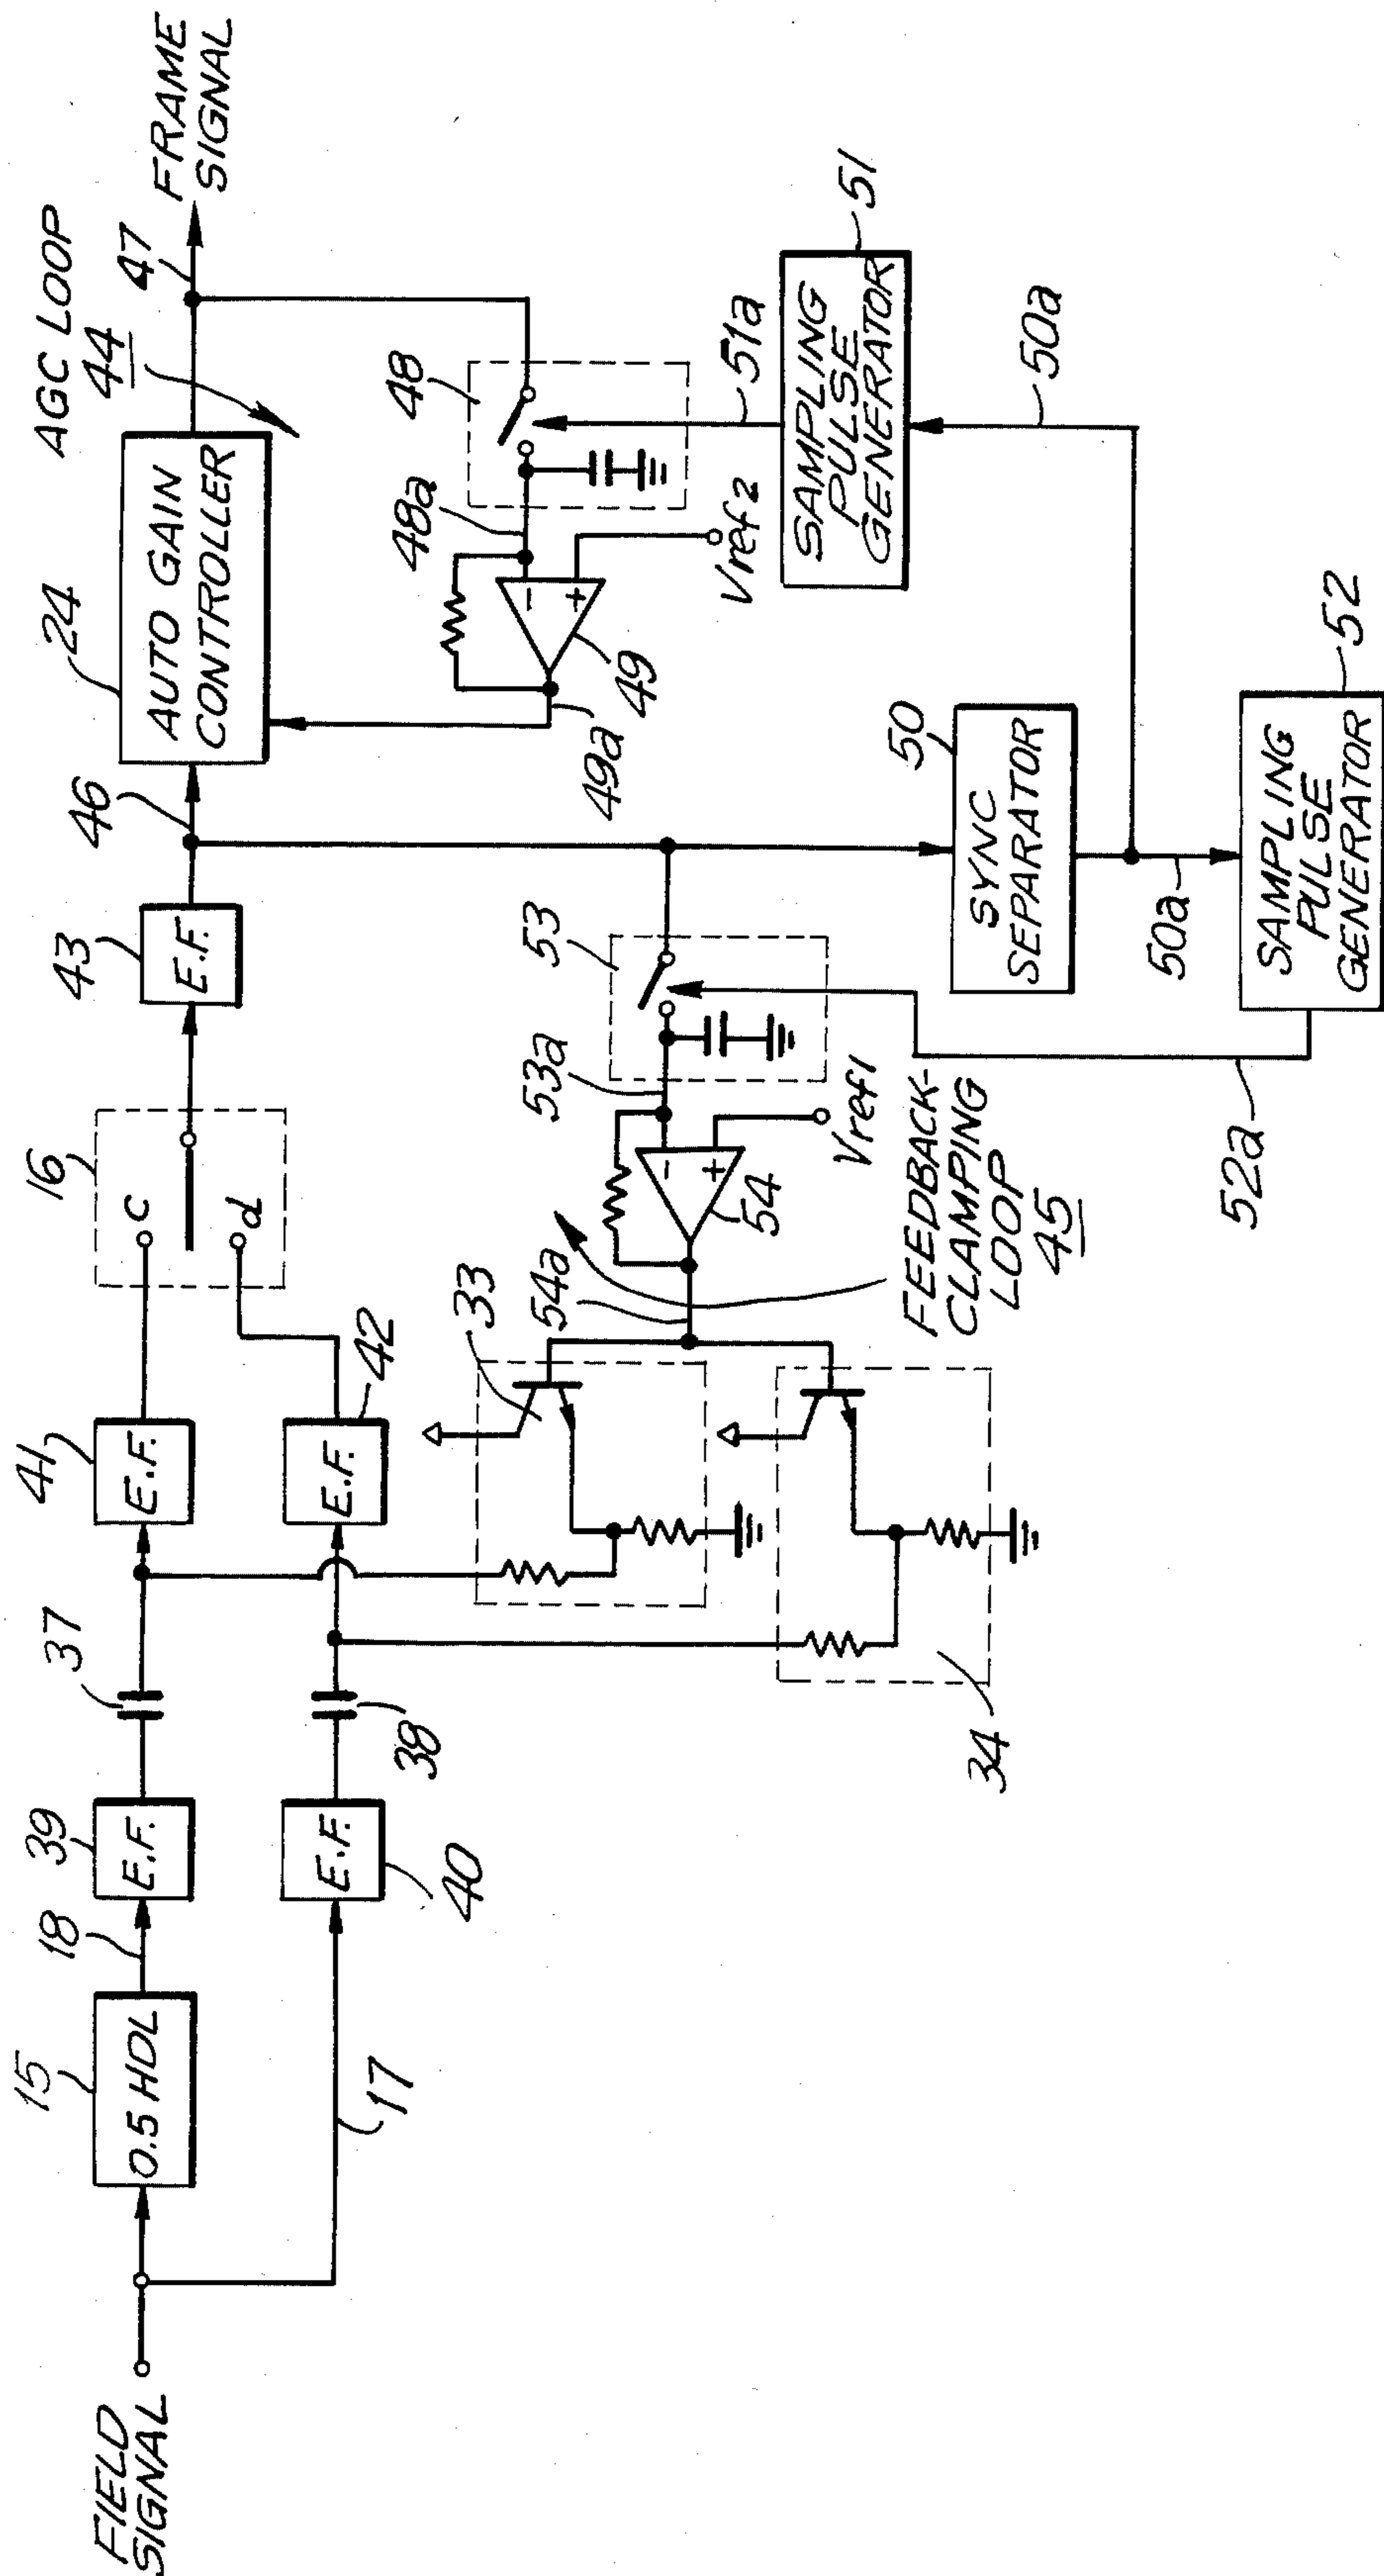 FIELD
SIGNAL
15
0.5 HDL
18
17
39
E.F.
E.F.
40
37
38
41
E.F.
E.F.
42
16
c
d
43
E.F.
46
24
AUTO GAIN
CONTROLLER
AGC LOOP
44
47
FRAME
SIGNAL
48
48a
49
49a
-
+
Vref2
51a
51
SAMPLING
PULSE
GENERATOR
50a
50
SYNC
SEPARATOR
50a
52
SAMPLING
PULSE
GENERATOR
52a
53
53a
-
+
54
Vref1
54a
FEEDBACK-
CLAMPING
LOOP
45
33
34